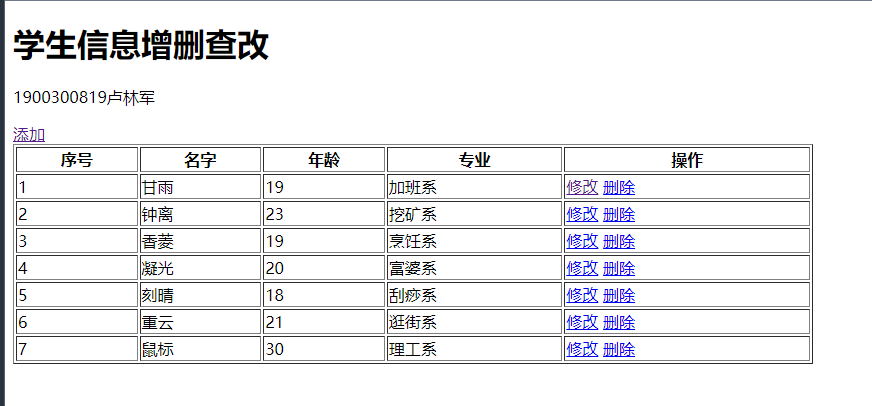 学生信息增删查改
1900300819卢林军
添加
序号 名字 年龄 专业 操作
1 甘雨 19 加班系 修改 删除
2 钟离 23 挖矿系 修改 删除
3 香菱 19 烹饪系 修改 删除
4 凝光 20 富婆系 修改 删除
5 刻晴 18 刮痧系 修改 删除
6 重云 21 逛街系 修改 删除
7 鼠标 30 理工系 修改 删除